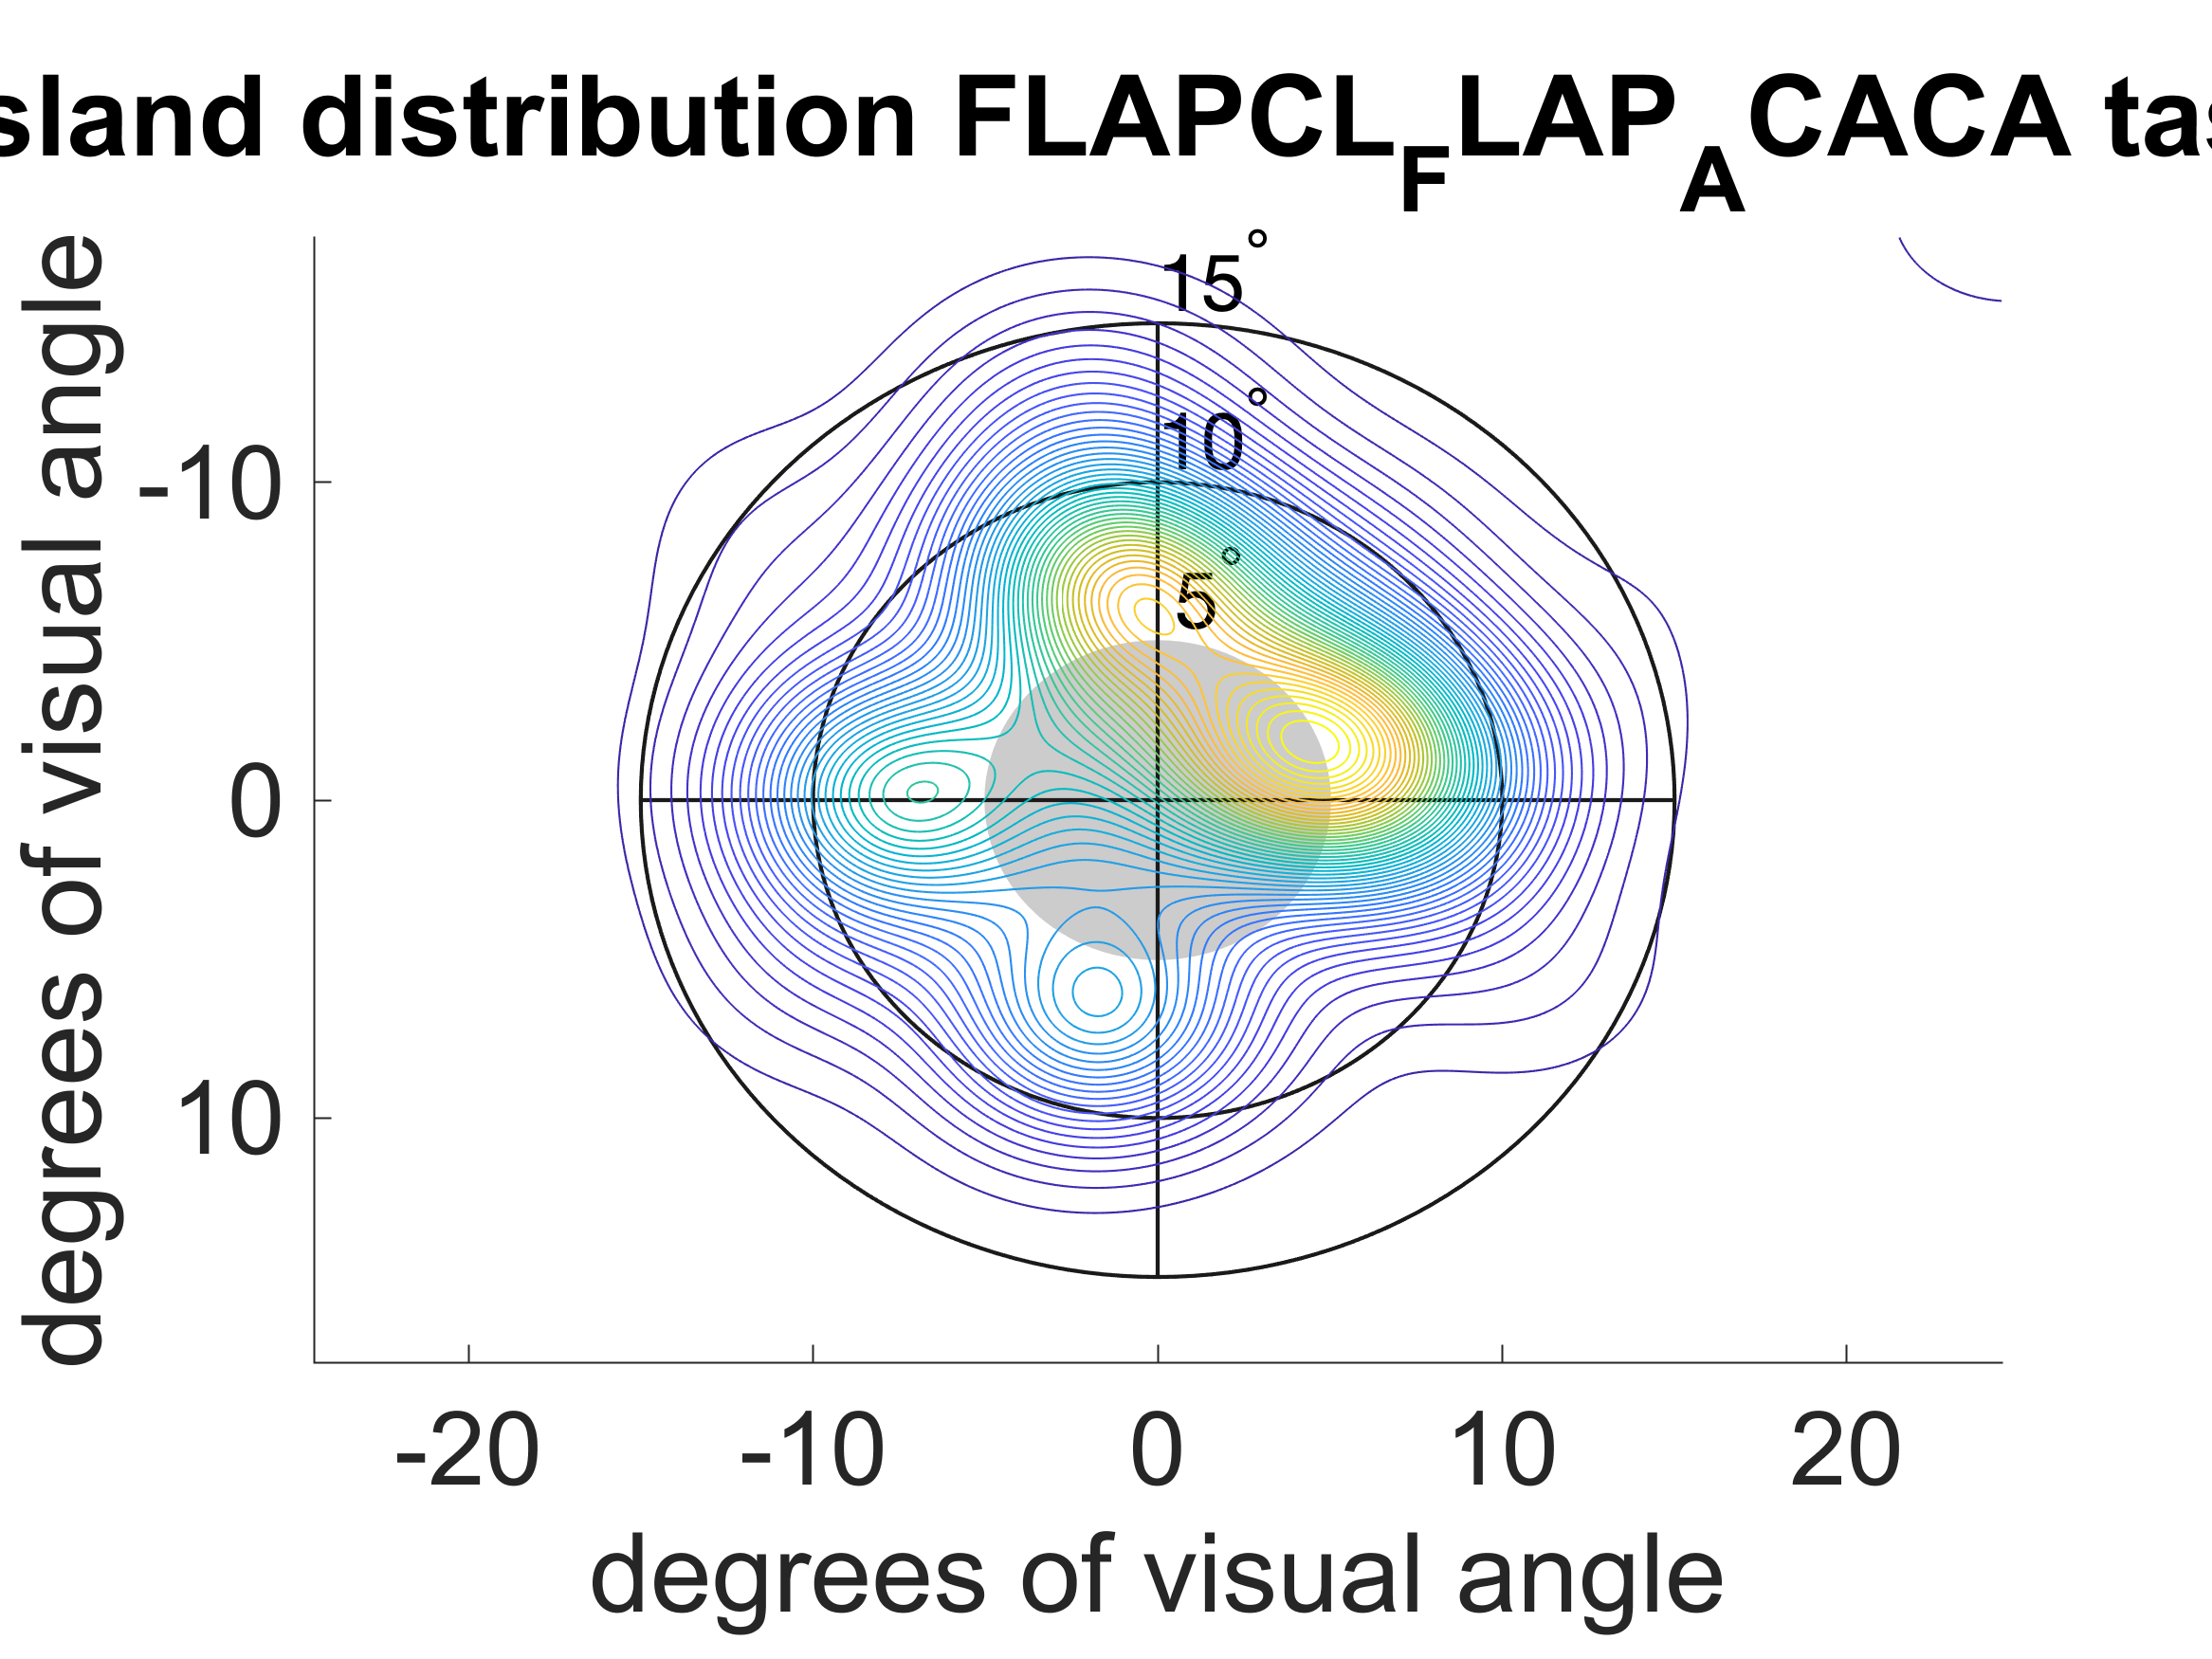 sland distribution FLAPCL_FLAP_ACACA tas
degrees of visual angle
15°
10°
5°
-10
0
10
-20 -10 0 10 20
degrees of visual angle